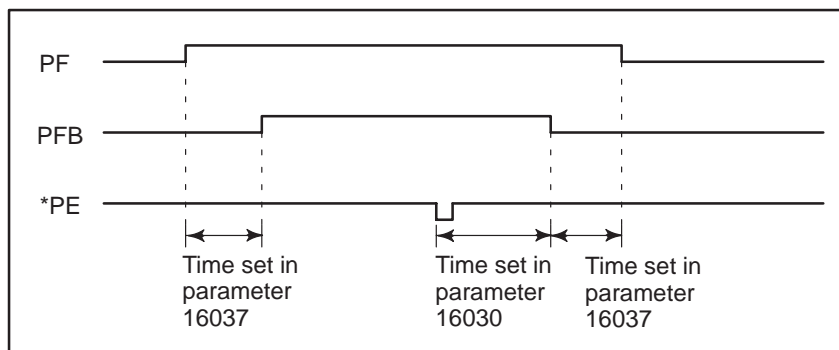 PF
PFB
*PE
Time set in
parameter
16037
Time set in
parameter
16030
Time set in
parameter
16037